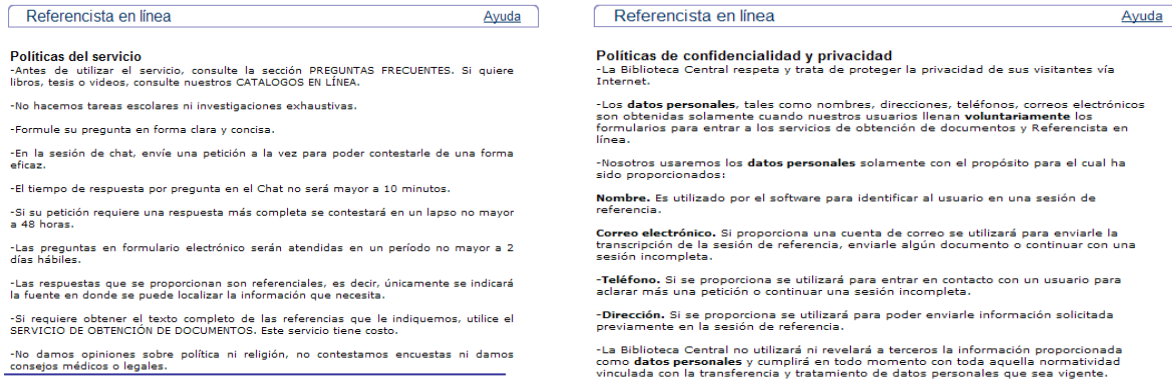 Referencista en línea
Ayuda
Políticas del servicio
-Antes de utilizar el servicio, consulte la sección PREGUNTAS FRECUENTES. Si quiere
libros, tesis o videos, consulte nuestros CATALOGOS EN LÍNEA.
-No hacemos tareas escolares ni investigaciones exhaustivas.
-Formule su pregunta en forma clara y concisa.
-En la sesión de chat, envíe una petición a la vez para poder contestarle de una forma
eficaz.
-El tiempo de respuesta por pregunta en el Chat no será mayor a 10 minutos.
-Si su petición requiere una respuesta más completa se contestará en un lapso no mayor
a 48 horas.
-Las preguntas en formulario electrónico serán atendidas en un período no mayor a 2
días hábiles.
-Las respuestas que se proporcionan son referenciales, es decir, únicamente se indicará
la fuente en donde se puede localizar la información que necesita.
-Si requiere obtener el texto completo de las referencias que le indiquemos, utilice el
SERVICIO DE OBTENCIÓN DE DOCUMENTOS. Este servicio tiene costo.
-No damos opiniones sobre política ni religión, no contestamos encuestas ni damos
consejos médicos o legales.
Referencista en línea
Ayuda
Políticas de confidencialidad y privacidad
-La Biblioteca Central respeta y trata de proteger la privacidad de sus visitantes vía
Internet.
-Los datos personales, tales como nombres, direcciones, teléfonos, correos electrónicos
son obtenidas solamente cuando nuestros usuarios llenan voluntariamente los
formularios para entrar a los servicios de obtención de documentos y Referencista en
línea.
-Nosotros usaremos los datos personales solamente con el propósito para el cual ha
sido proporcionados:
Nombre. Es utilizado por el software para identificar al usuario en una sesión de
referencia.
Correo electrónico. Si proporciona una cuenta de correo se utilizará para enviarle la
transcripción de la sesión de referencia, enviarle algún documento o continuar con una
sesión incompleta.
-Teléfono. Si se proporciona se utilizará para entrar en contacto con un usuario para
aclarar más una petición o continuar una sesión incompleta.
-Dirección. Si se proporciona se utilizará para poder enviarle información solicitada
previamente en la sesión de referencia.
-La Biblioteca Central no utilizará ni revelará a terceros la información proporcionada
como datos personales y cumplirá en todo momento con toda aquella normatividad
vinculada con la transferencia y tratamiento de datos personales que sea vigente.